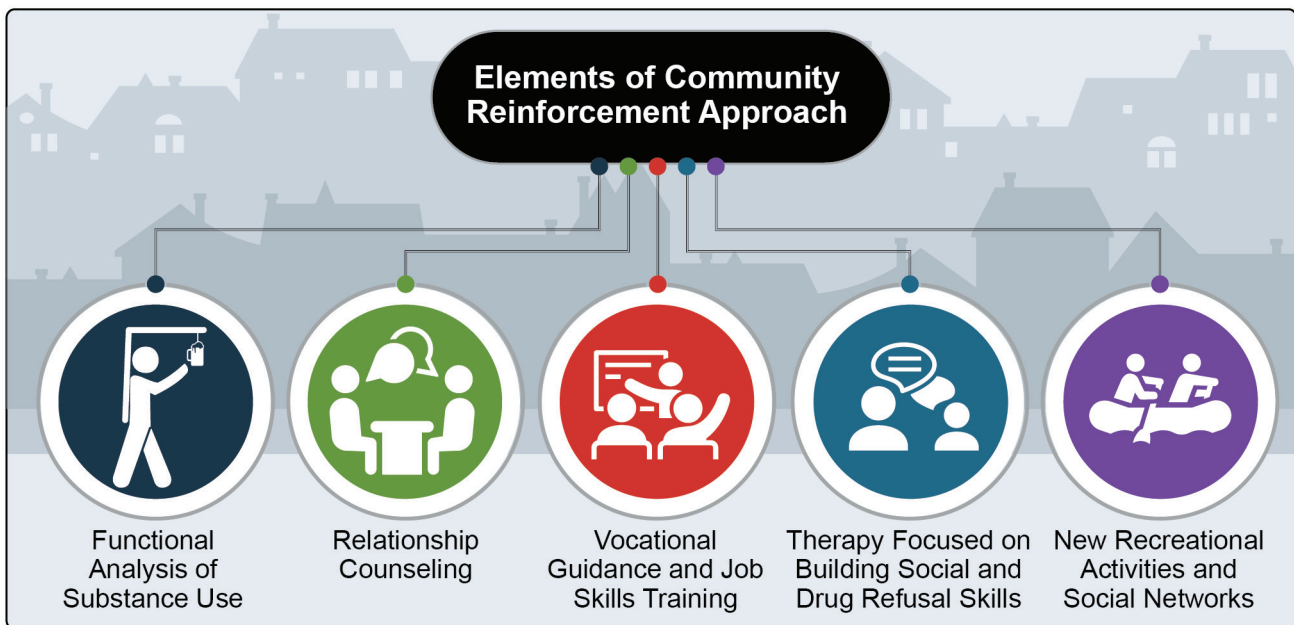 Elements of Community
Reinforcement Approach
Functional
Analysis of
Substance Use
Relationship
Counseling
Vocational
Guidance and Job
Skills Training
Therapy Focused on
Building Social and
Drug Refusal Skills
New Recreational
Activities and
Social Networks